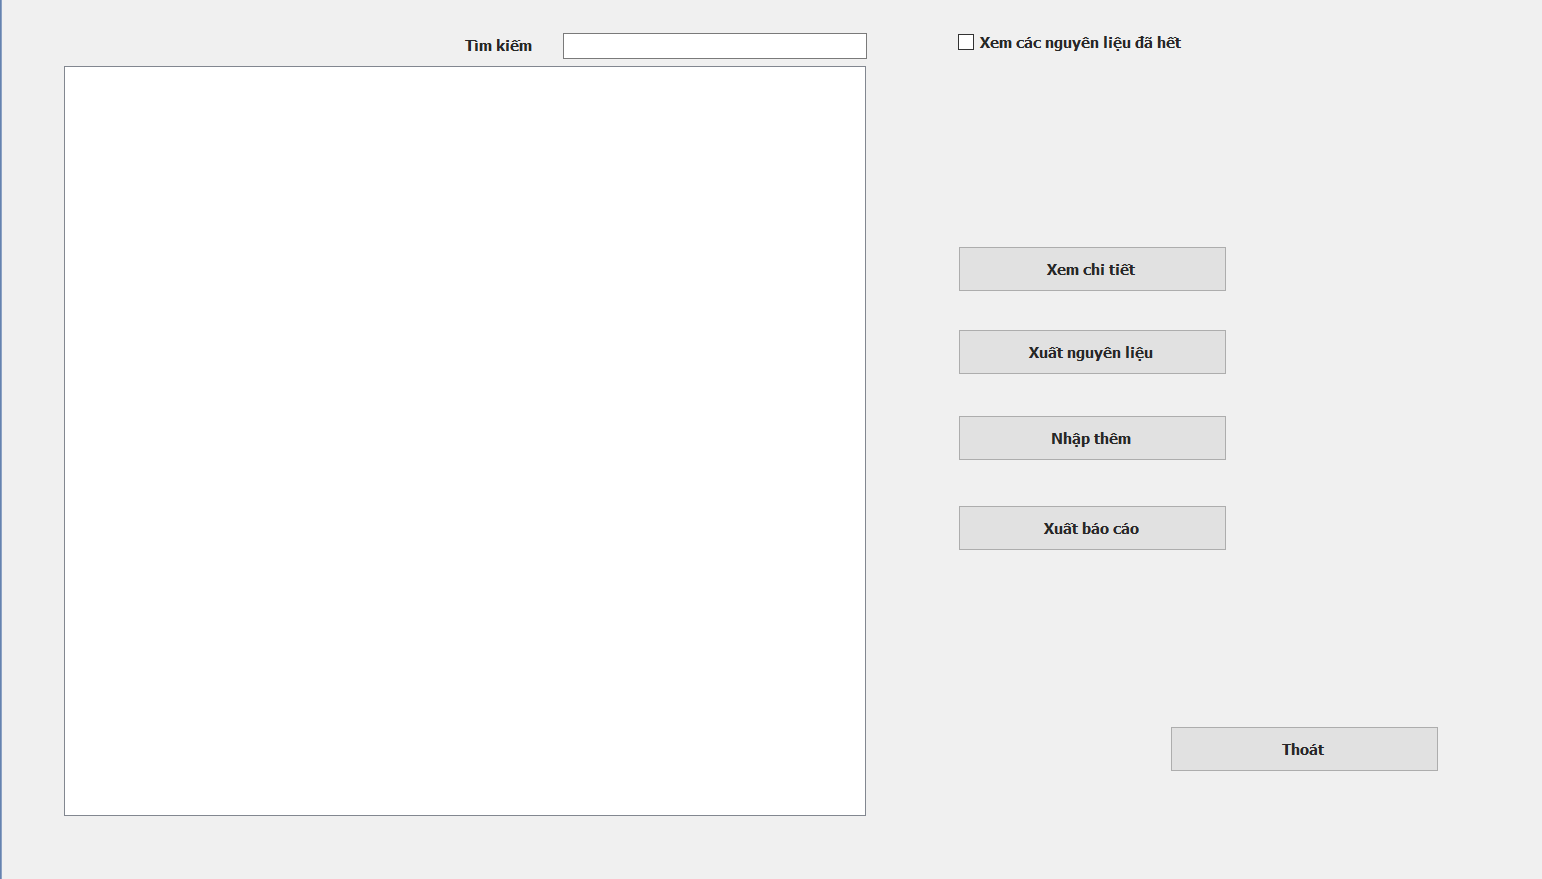 Tìm kiếm
Xem các nguyên liệu đã hết
Xem chi tiết
Xuất nguyên liệu
Nhập thêm
Xuất báo cáo
Thoát